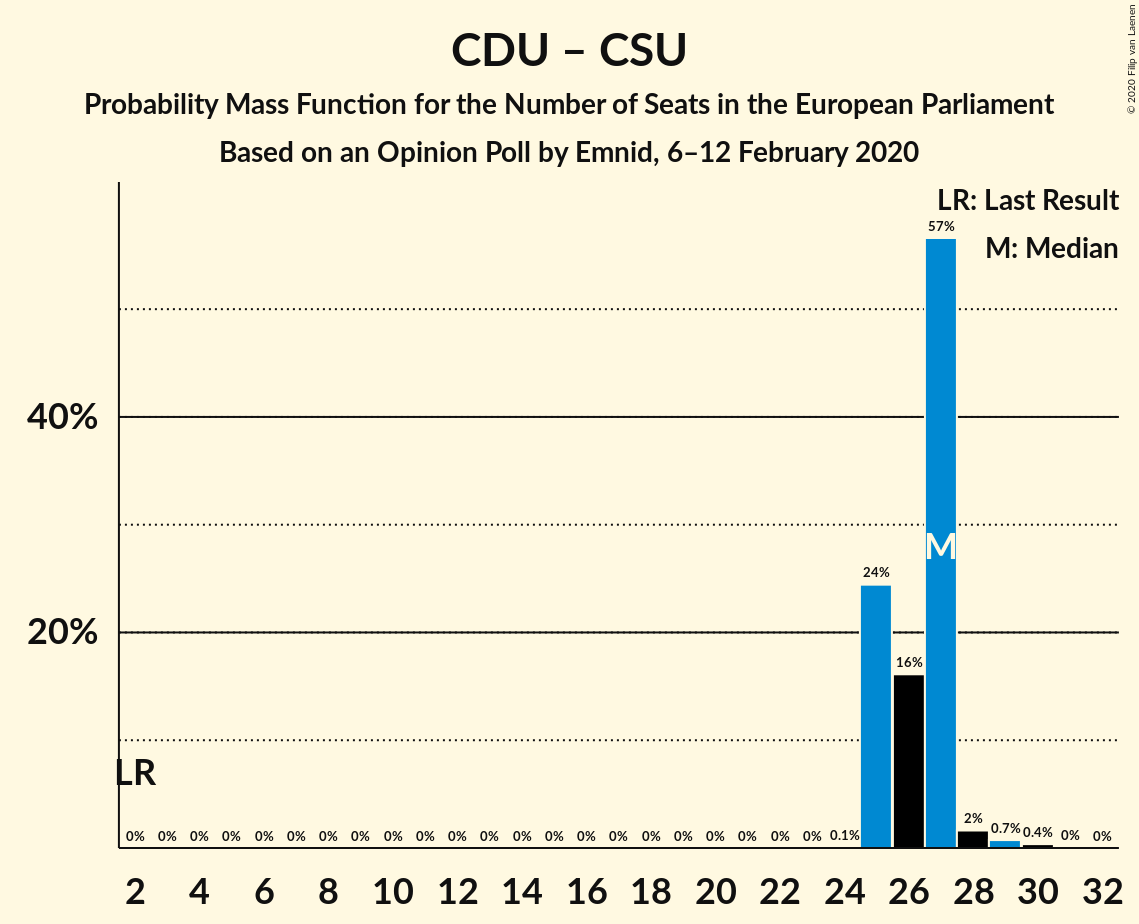 CDU – CSU
Probability Mass Function for the Number of Seats in the European Parliament
Based on an Opinion Poll by Emnid, 6–12 February 2020
© 2020 Filip van Laenen
LR: Last Result
M: Median
57%
40%
M
24%
20%
16%
LR
0% 0% 0% 0% 0% 0% 0% 0% 0% 0% 0% 0% 0% 0% 0% 0% 0% 0% 0% 0% 0% 0% 0.1% 2% 0.7% 0.4% 0% 0%
2 4 6 8 10 12 14 16 18 20 22 24 26 28 30 32